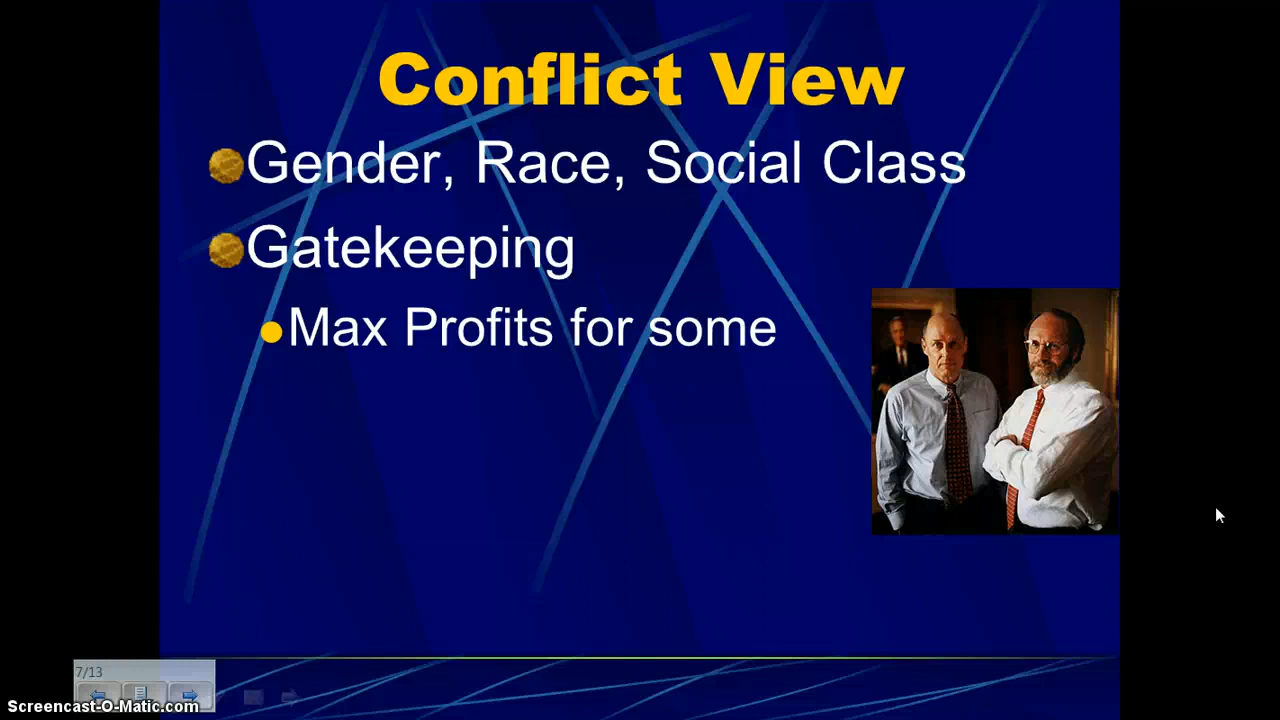 Conflict View
Gender, Race, Social Class
Gatekeeping
Max Profits for some
7/13
Screencast-O-Matic.com